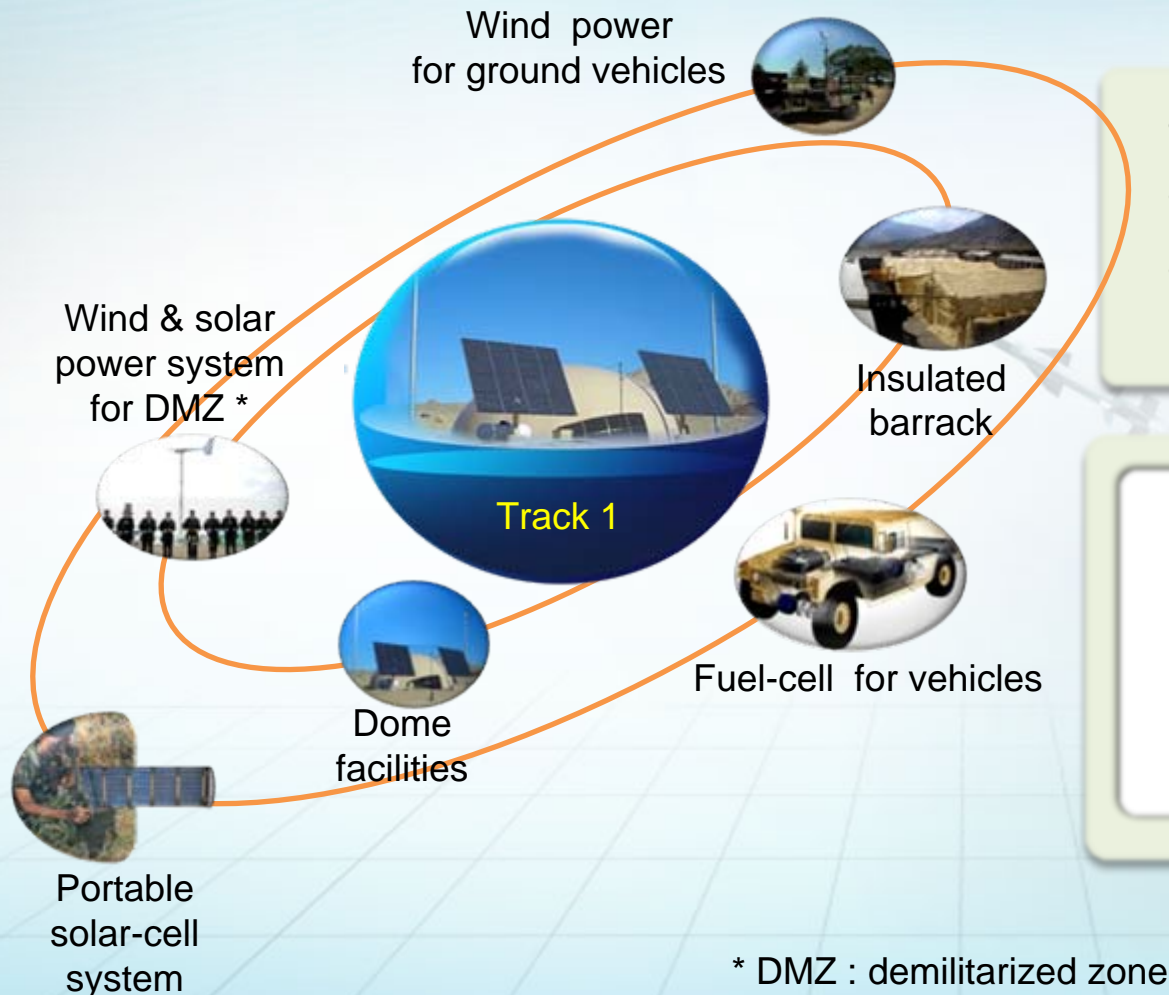 Wind power
for ground vehicles
Wind & solar
power system
for DMZ *
Insulated
barrack
Track 1
Fuel-cell for vehicles
Dome
facilities
Portable
solar-cell
system
* DMZ : demilitarized zone